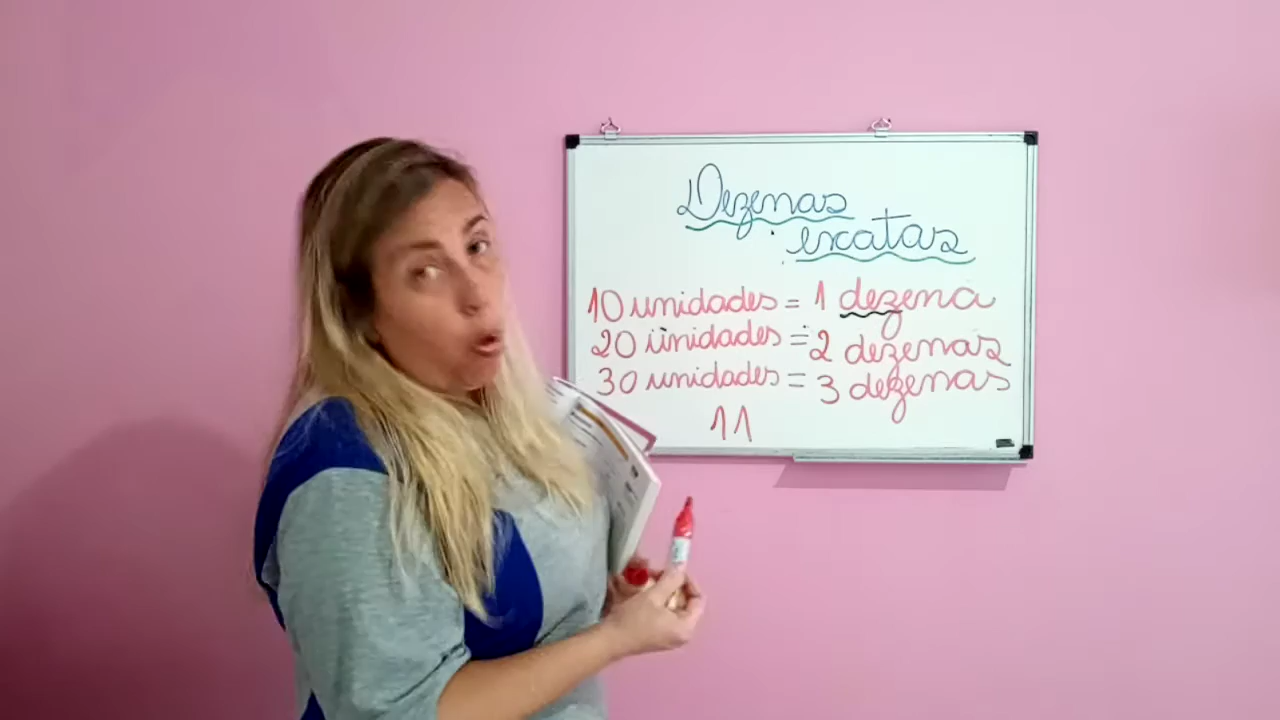 Dezenas
exatas
10 unidades = 1 dezena
20 unidades = 2 dezenas
30 unidades = 3 dezenas
11